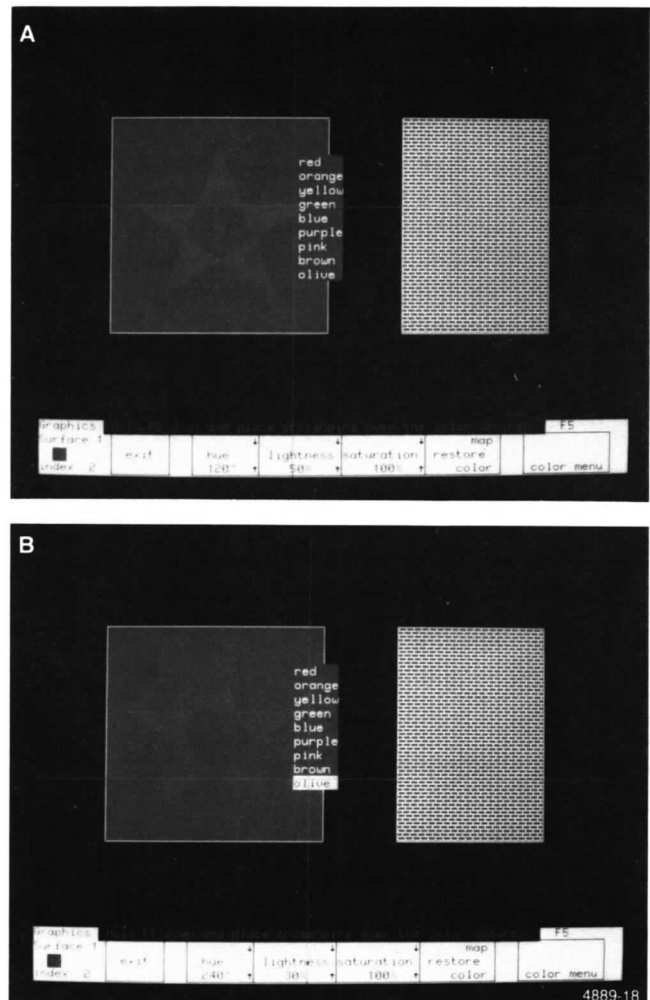 A
red
orange
yellow
green
blue
purple
pink
brown
olive
Graphics F5
Surface 1 map
exit hue lightness saturation restore
index 2 120° 50% 100% color color menu
B
red
orange
yellow
green
blue
purple
pink
brown
olive
Graphics F5
Surface 1 map
exit hue lightness saturation restore
index 2 240° 30% 100% color color menu
4889-18